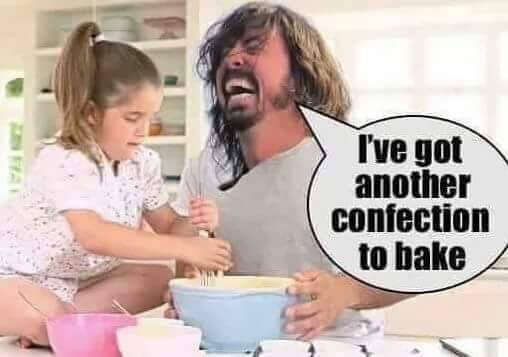 I've got
another
confection
to bake